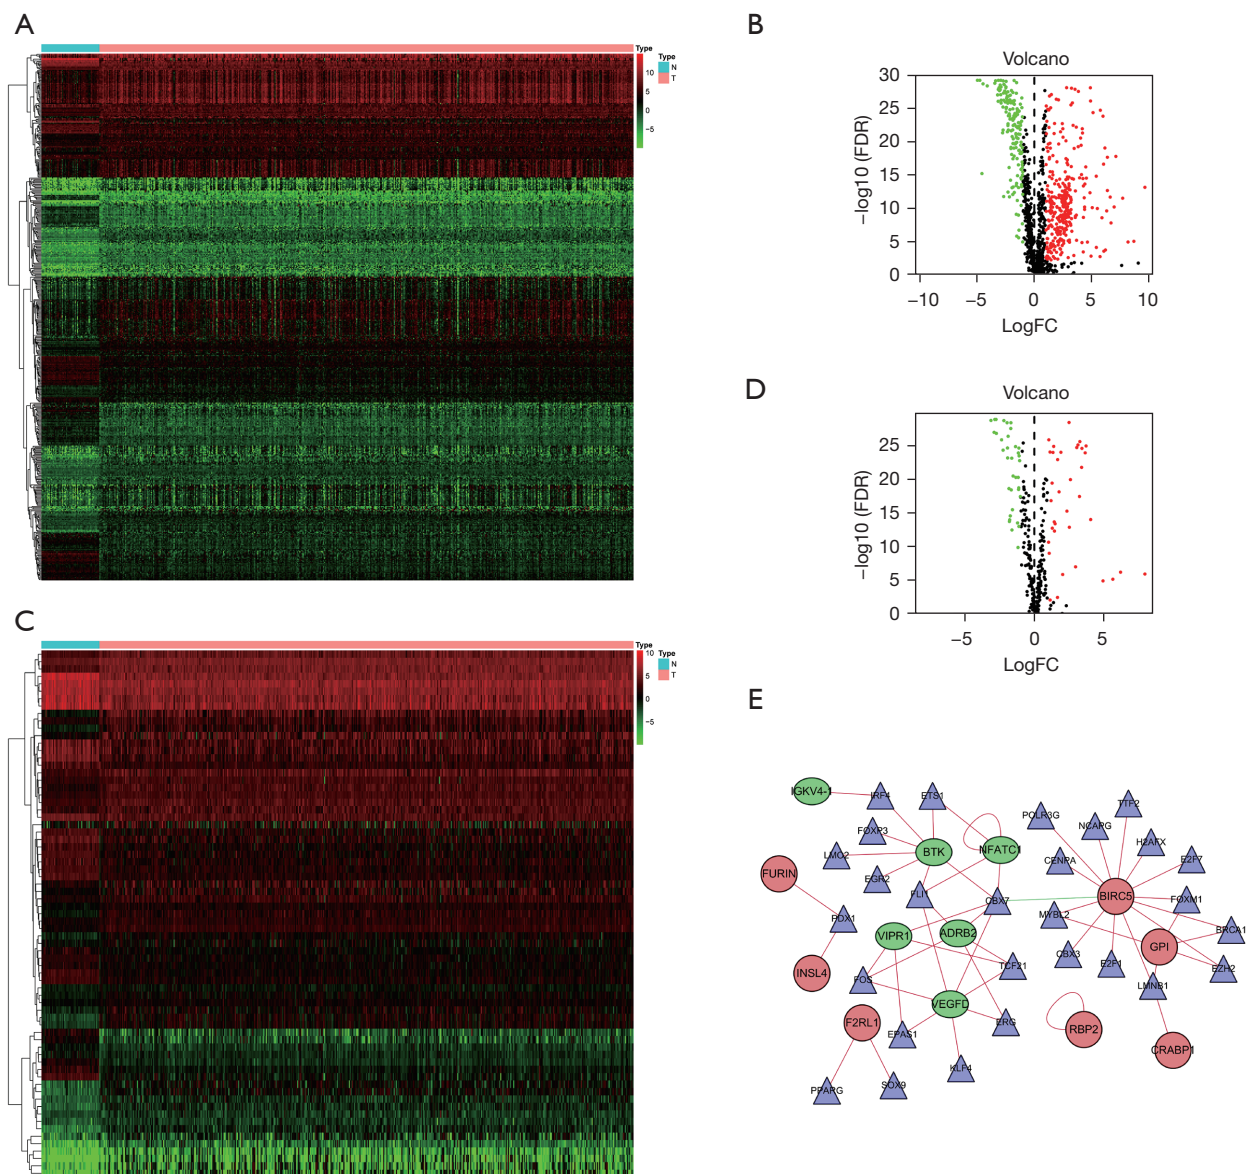 A
Type
10
5
0
−5
Type
N
T
B
Volcano
30
25
20
15
10
5
0
−log10 (FDR)
−10 −5 0 5 10
LogFC
C
Type
10
5
0
−5
Type
N
T
D
Volcano
25
20
15
10
5
0
−log10 (FDR)
−5 0 5
LogFC
E
IGKV4-1
IRF4
ETS1
TTF2
POLR3G
NCAPG
FOXP3
H2AFX
LMO2
BTK
NFATC1
CENPA
E2F7
FURIN
EGR2
FLI1
CBX7
BIRC5
FOXM1
PDX1
MYBL2
BRCA1
VIPR1
ADRB2
GPI
INSL4
FOS
TCF21
CBX3
E2F1
EZH2
LMNB1
VEGFD
F2RL1
EPAS1
ERG
RBP2
CRABP1
PPARG
SOX9
KLF4